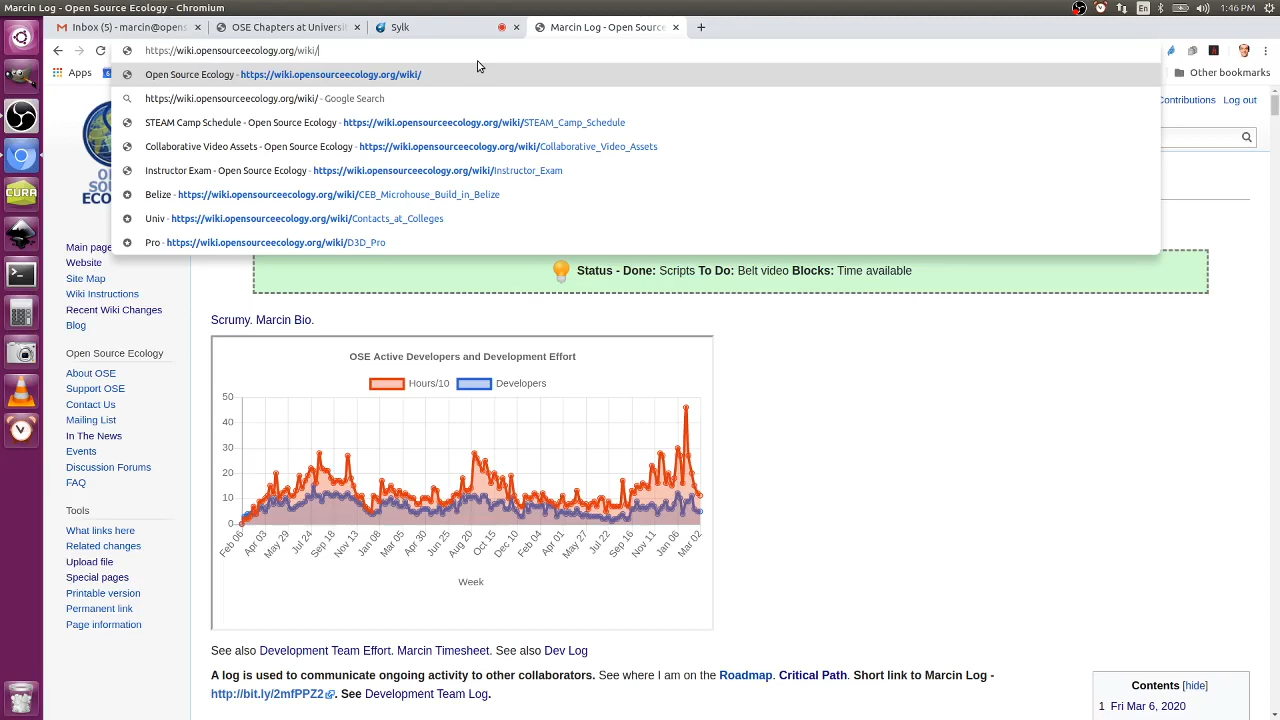 Marcin Log - Open Source Ecology - Chromium
En
1:46 PM
Inbox (5) - marcin@opens
OSE Chapters at Universit
Sylk
Marcin Log - Open Source
https://wiki.opensourceecology.org/wiki/
Apps
Other bookmarks
Open Source Ecology - https://wiki.opensourceecology.org/wiki/
https://wiki.opensourceecology.org/wiki/ - Google Search
STEAM Camp Schedule - Open Source Ecology - https://wiki.opensourceecology.org/wiki/STEAM_Camp_Schedule
Collaborative Video Assets - Open Source Ecology - https://wiki.opensourceecology.org/wiki/Collaborative_Video_Assets
Instructor Exam - Open Source Ecology - https://wiki.opensourceecology.org/wiki/Instructor_Exam
Belize - https://wiki.opensourceecology.org/wiki/CEB_Microhouse_Build_in_Belize
Univ - https://wiki.opensourceecology.org/wiki/Contacts_at_Colleges
Pro - https://wiki.opensourceecology.org/wiki/D3D_Pro
Contributions
Log out
CURA
Main page
Website
Site Map
Wiki Instructions
Recent Wiki Changes
Blog
Open Source Ecology
About OSE
Support OSE
Contact Us
Mailing List
In The News
Events
Discussion Forums
FAQ
Tools
What links here
Related changes
Upload file
Special pages
Printable version
Permanent link
Page information
Status - Done: Scripts To Do: Belt video Blocks: Time available
Scrumy. Marcin Bio.
OSE Active Developers and Development Effort
Hours/10
Developers
50
40
30
20
10
0
Feb 06
Apr 03
May 29
Jul 24
Sep 18
Nov 13
Jan 08
Mar 05
Apr 30
Jun 25
Aug 20
Oct 15
Dec 10
Feb 04
Apr 01
May 27
Jul 22
Sep 16
Nov 11
Jan 06
Mar 02
Week
See also Development Team Effort. Marcin Timesheet. See also Dev Log
A log is used to communicate ongoing activity to other collaborators. See where I am on the Roadmap. Critical Path. Short link to Marcin Log -
http://bit.ly/2mfPPZ2. See Development Team Log.
Contents [hide]
1 Fri Mar 6, 2020